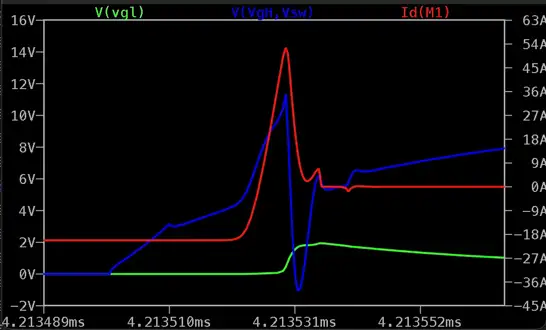 V(vgl) V(VgH,Vsw) Id(M1)
16V 63A
14V 54A
12V 45A
10V 36A
8V 27A
6V 18A
4V 9A
2V 0A
0V -9A
-2V -18A
-27A
-36A
-45A
4.213489ms 4.213510ms 4.213531ms 4.213552ms